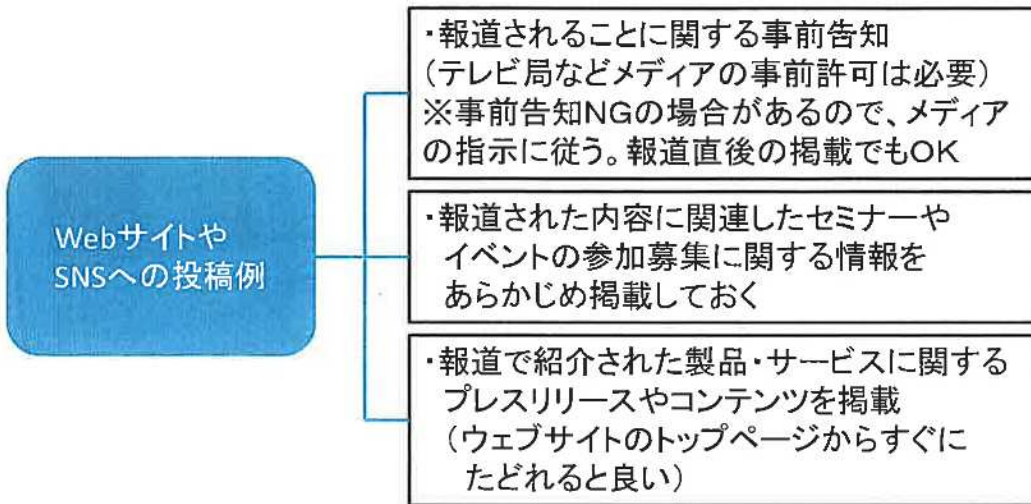 Webサイトや
SNSへの投稿例
・報道されることに関する事前告知
（テレビ局などメディアの事前許可は必要）
※事前告知NGの場合があるので、メディア
の指示に従う。報道直後の掲載でもOK
・報道された内容に関連したセミナーや
イベントの参加募集に関する情報を
あらかじめ掲載しておく
・報道で紹介された製品・サービスに関する
プレスリリースやコンテンツを掲載
（ウェブサイトのトップページからすぐに
たどれると良い）